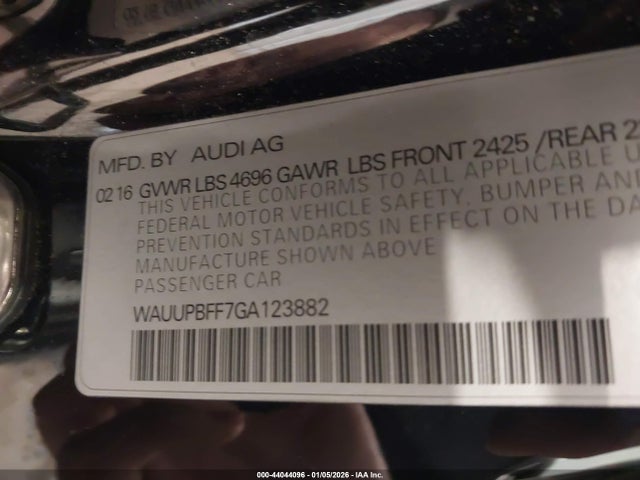 MFD. BY AUDI AG
02 16 GVWR LBS 4696 GAWR LBS FRONT 2425 /REAR
THIS VEHICLE CONFORMS TO ALL APPLICABLE
FEDERAL MOTOR VEHICLE SAFETY. BUMPER AND
PREVENTION STANDARDS IN EFFECT ON THE
MANUFACTURE SHOWN ABOVE
PASSENGER CAR
WAUUPBFF7GA123882
000-44044096 - 01/05/2026 - IAA Inc.